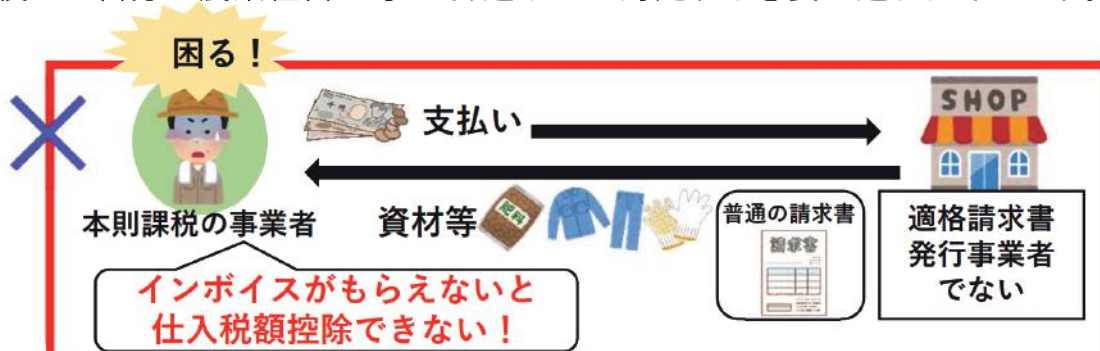 困る！
SHOP
支払い
本則課税の事業者
資材等
肥料
普通の請求書
請求書
適格請求書
発行事業者
でない
インボイスがもらえないと
仕入税額控除できない！